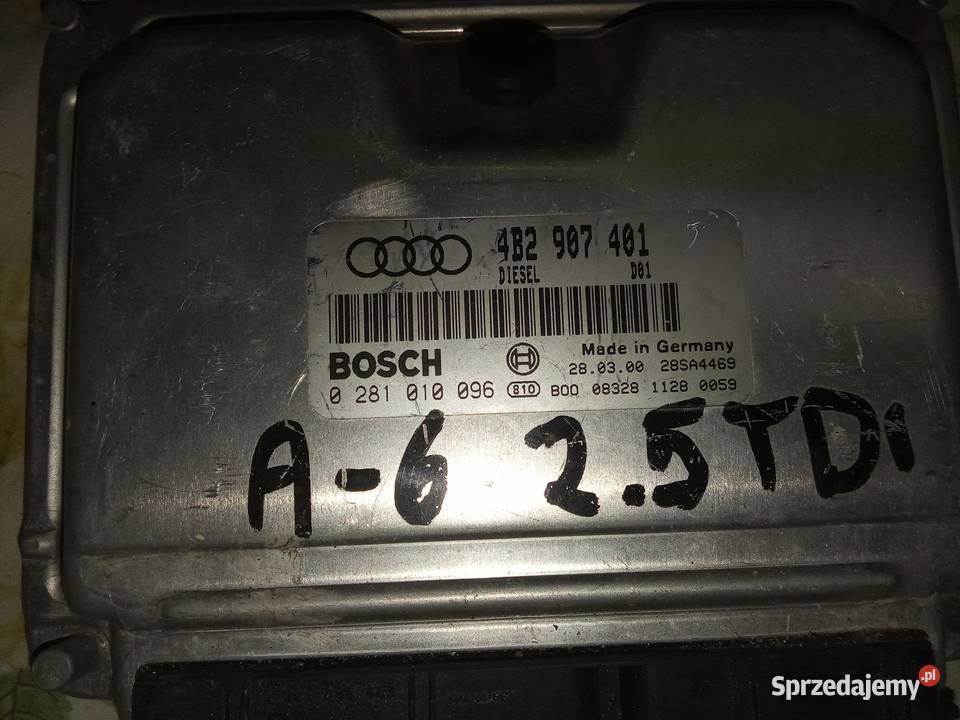 4B2 907 401
DIESEL D01
Made in Germany
BOSCH 28.03.00 28SA4469
0 281 010 096 810 B00 08328 1128 0059
A-6 2.5TDi
Sprzedajemy.pl